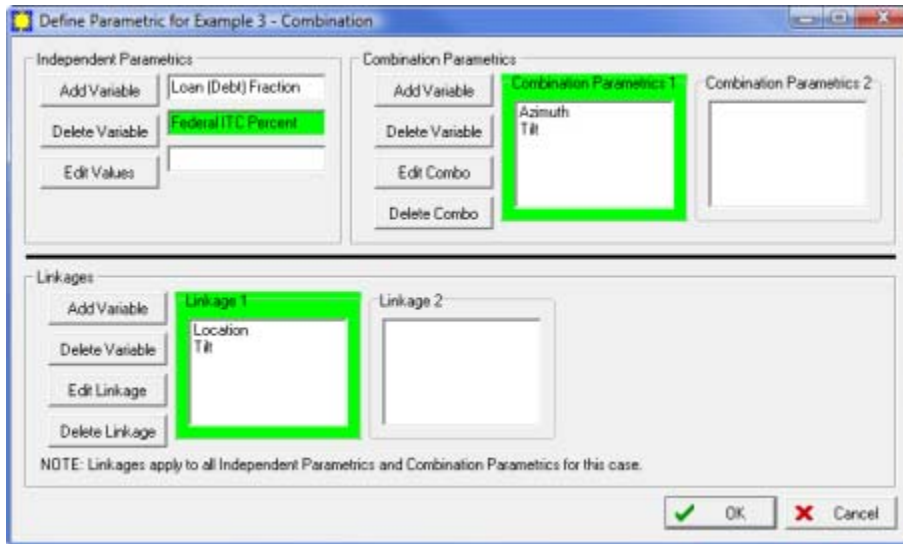 Define Parametric for Example 3 - Combination
Independent Parametrics
Add Variable
Loan (Debt) Fraction
Delete Variable
Federal ITC Percent
Edit Values
Combination Parametrics
Add Variable
Delete Variable
Edit Combo
Delete Combo
Combination Parametrics 1
Azimuth
Tilt
Combination Parametrics 2
Linkages
Add Variable
Delete Variable
Edit Linkage
Delete Linkage
Linkage 1
Location
Tilt
Linkage 2
NOTE: Linkages apply to all Independent Parametrics and Combination Parametrics for this case.
OK
Cancel